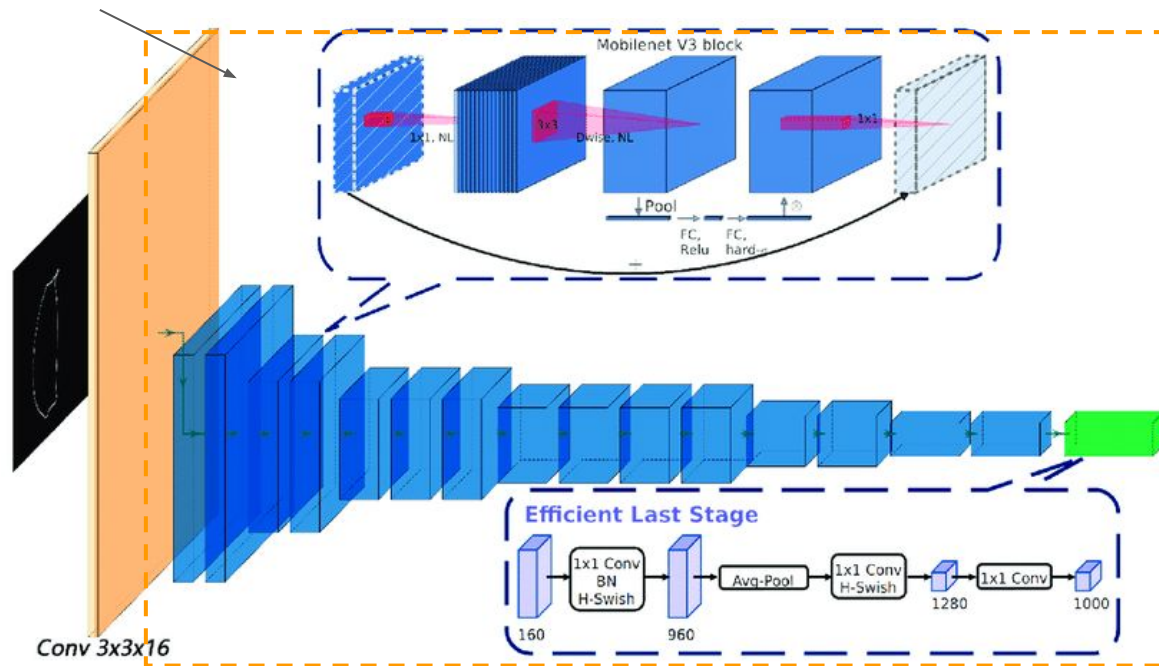 Mobilenet V3 block
1x1, NL
3x3
Dwise, NL
1x1
Pool
FC,
Relu
FC,
hard-σ
Efficient Last Stage
1x1 Conv
BN
H-Swish
Avg-Pool
1x1 Conv
H-Swish
1x1 Conv
160
960
1280
1000
Conv 3x3x16